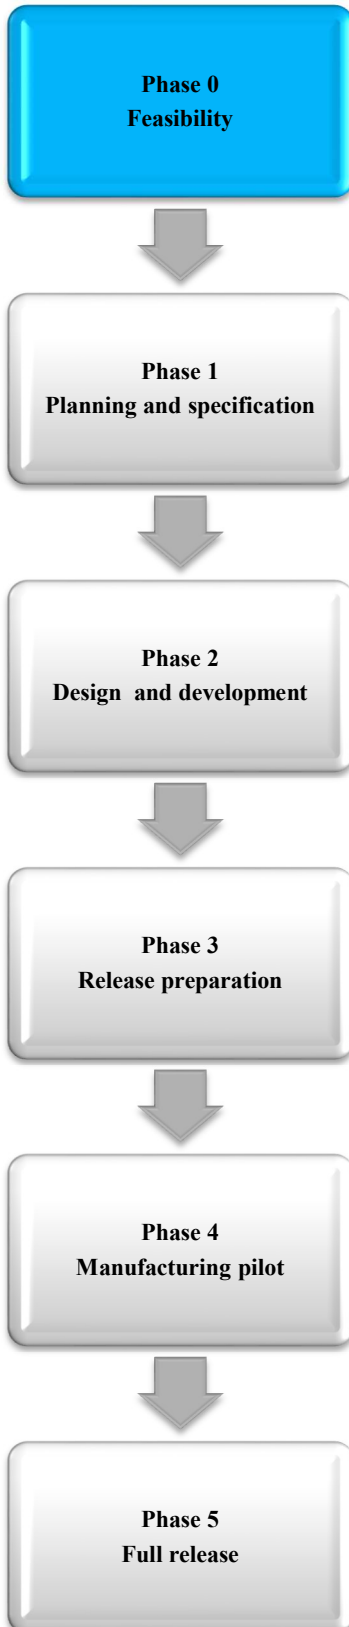 Phase 0
Feasibility
Phase 1
Planning and specification
Phase 2
Design and development
Phase 3
Release preparation
Phase 4
Manufacturing pilot
Phase 5
Full release